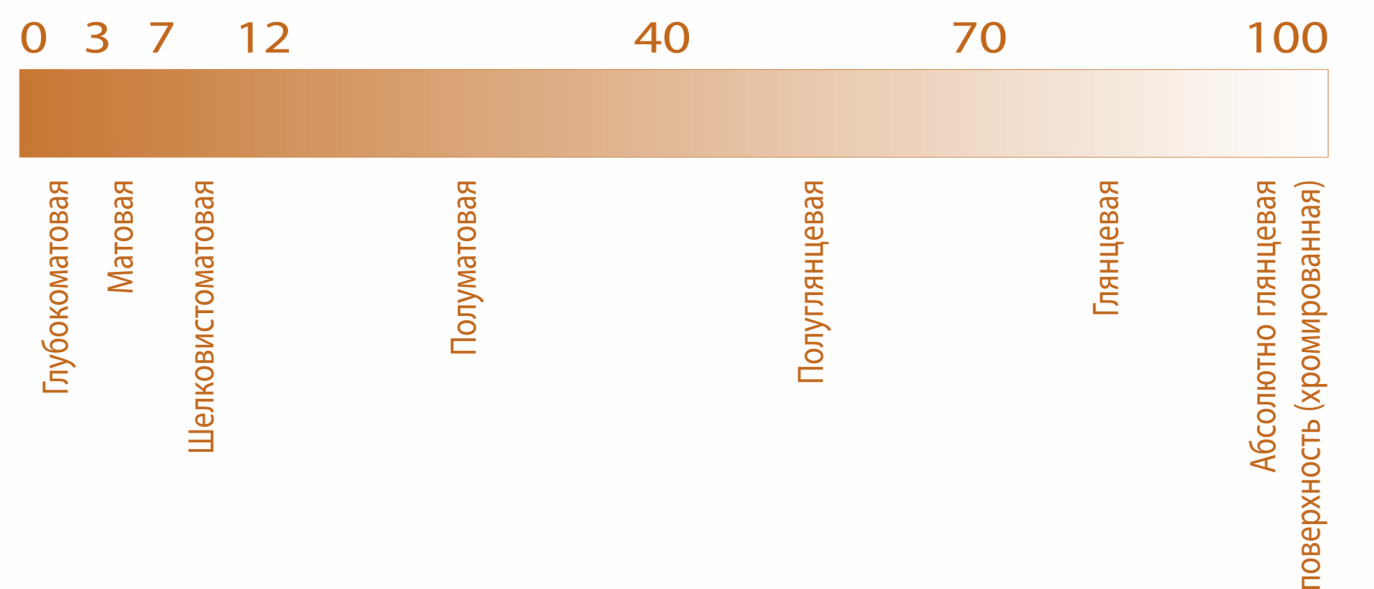 0 3 7 12 40 70 100
Глубокоматовая
Матовая
Шелковистоматовая
Полуматовая
Полуглянцевая
Глянцевая
Абсолютно глянцевая
поверхность (хромированная)